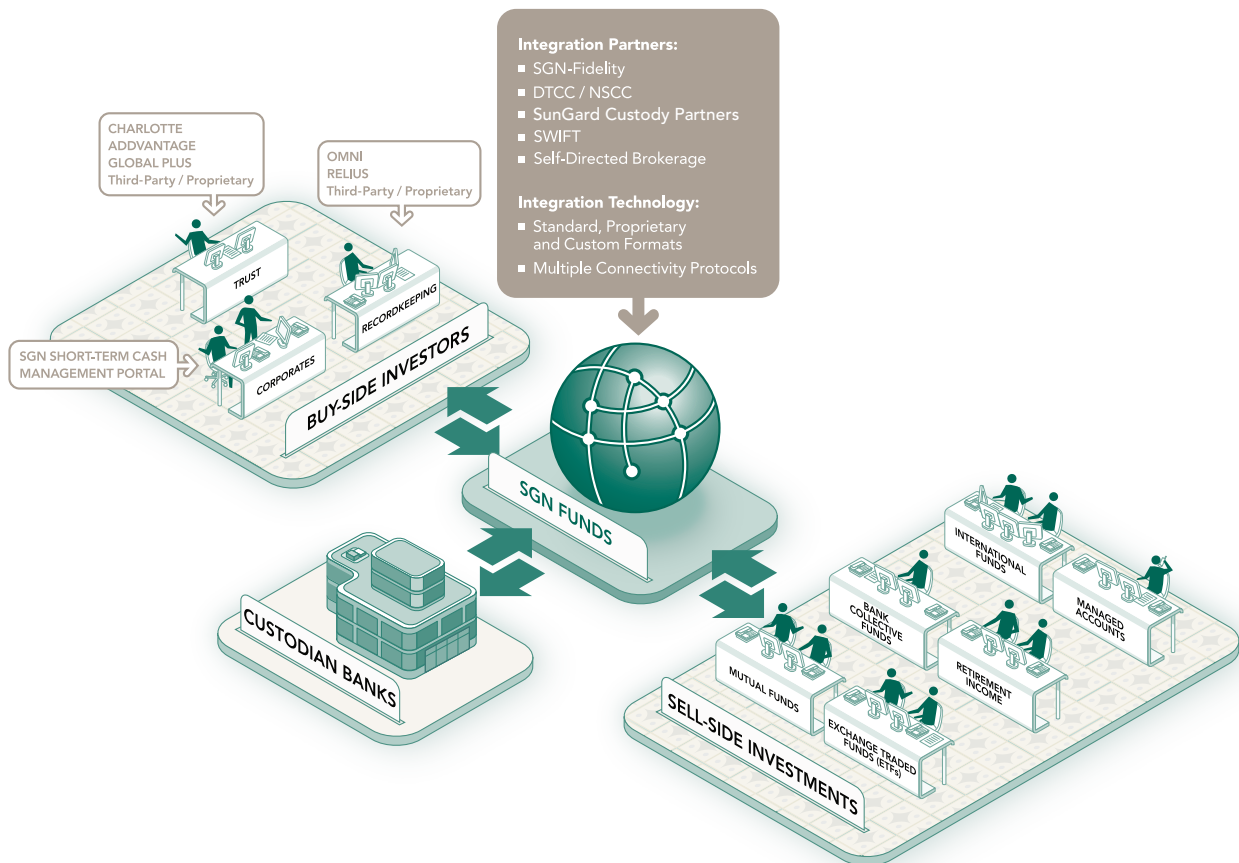 Integration Partners:
SGN-Fidelity
DTCC / NSCC
SunGard Custody Partners
SWIFT
Self-Directed Brokerage
Integration Technology:
Standard, Proprietary
and Custom Formats
Multiple Connectivity Protocols
CHARLOTTE
ADDVANTAGE
GLOBAL PLUS
Third-Party / Proprietary
OMNI
RELIUS
Third-Party / Proprietary
TRUST
RECORDKEEPING
SGN SHORT-TERM CASH
MANAGEMENT PORTAL
CORPORATES
BUY-SIDE INVESTORS
SGN FUNDS
CUSTODIAN BANKS
INTERNATIONAL
FUNDS
MANAGED
ACCOUNTS
BANK
COLLECTIVE
FUNDS
RETIREMENT
INCOME
MUTUAL FUNDS
EXCHANGE TRADED
FUNDS (ETFs)
SELL-SIDE INVESTMENTS